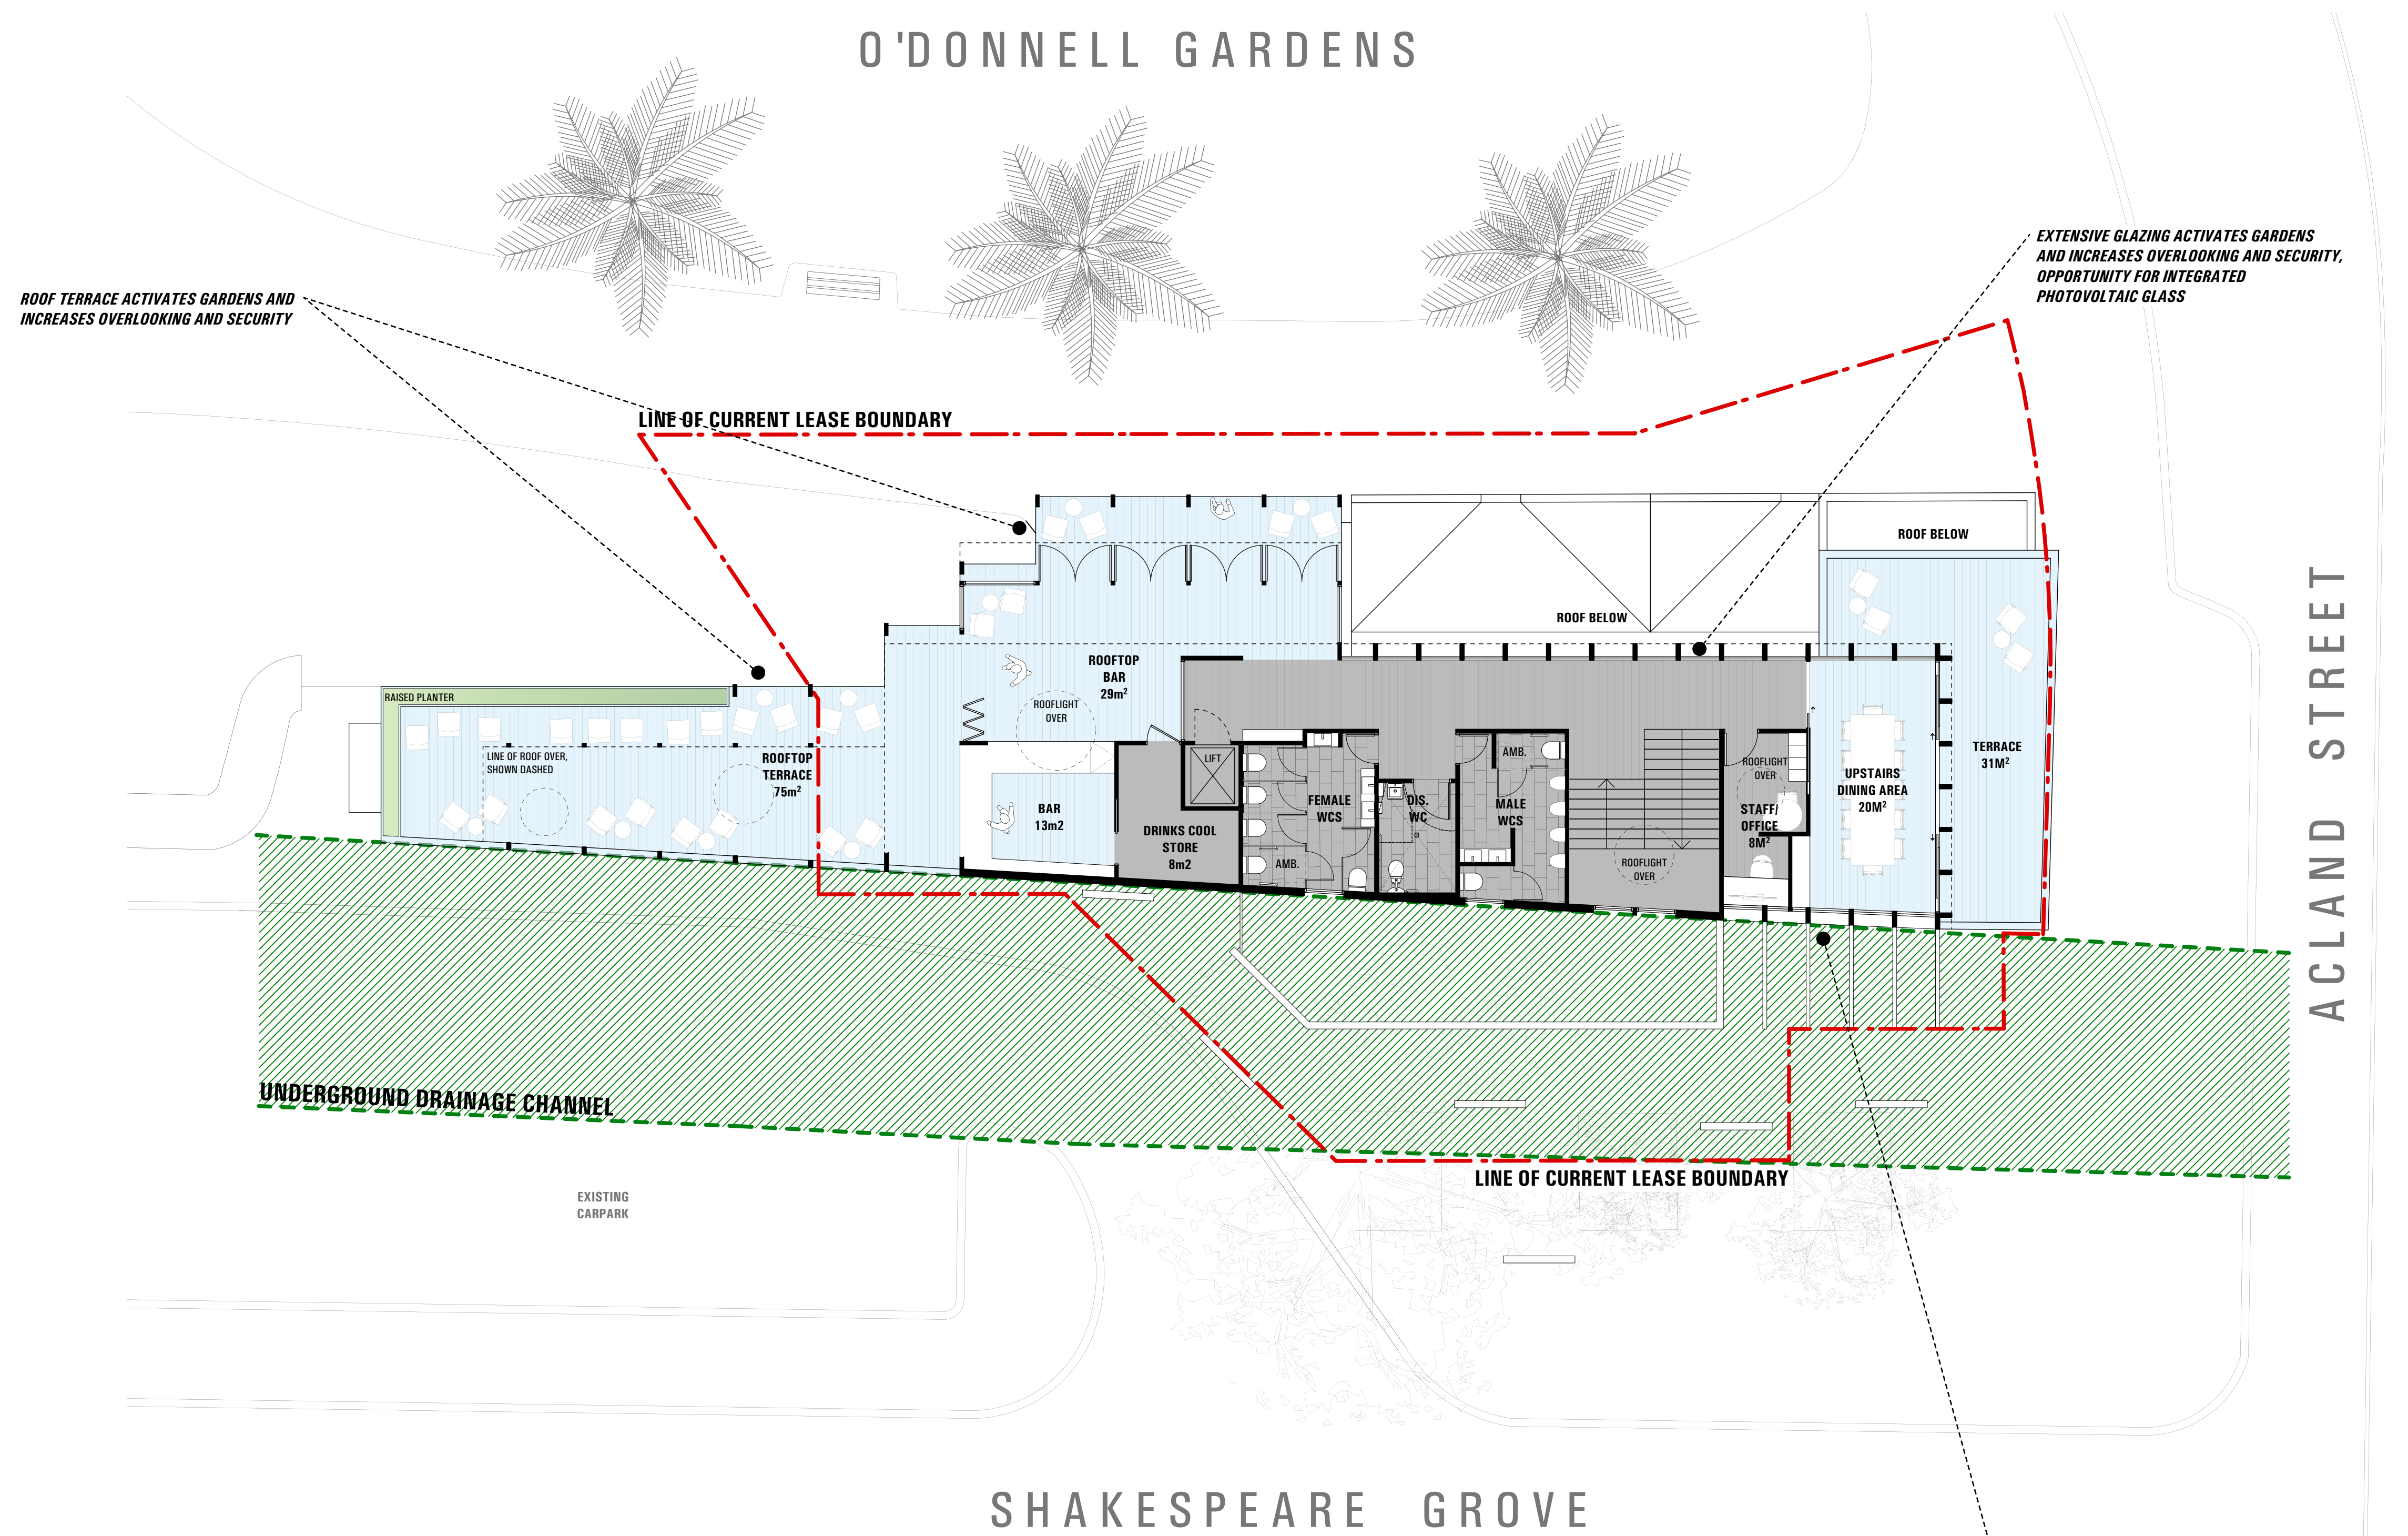 O'DONNELL GARDENS
EXTENSIVE GLAZING ACTIVATES GARDENS
AND INCREASES OVERLOOKING AND SECURITY,
OPPORTUNITY FOR INTEGRATED
PHOTOVOLTAIC GLASS
ROOF TERRACE ACTIVATES GARDENS AND
INCREASES OVERLOOKING AND SECURITY
LINE OF CURRENT LEASE BOUNDARY
ROOF BELOW
ROOF BELOW
ACLAND STREET
ROOFTOP
BAR
29m²
RAISED PLANTER
ROOFLIGHT
OVER
LINE OF ROOF OVER,
SHOWN DASHED
ROOFTOP
TERRACE
75m²
LIFT
AMB.
ROOFLIGHT
OVER
TERRACE
31M²
UPSTAIRS
DINING AREA
20M²
BAR
13m2
DRINKS COOL
STORE
8m2
FEMALE
WCS
DIS.
WC
MALE
WCS
STAFF/
OFFICE
8M²
AMB.
ROOFLIGHT
OVER
UNDERGROUND DRAINAGE CHANNEL
LINE OF CURRENT LEASE BOUNDARY
EXISTING
CARPARK
SHAKESPEARE GROVE